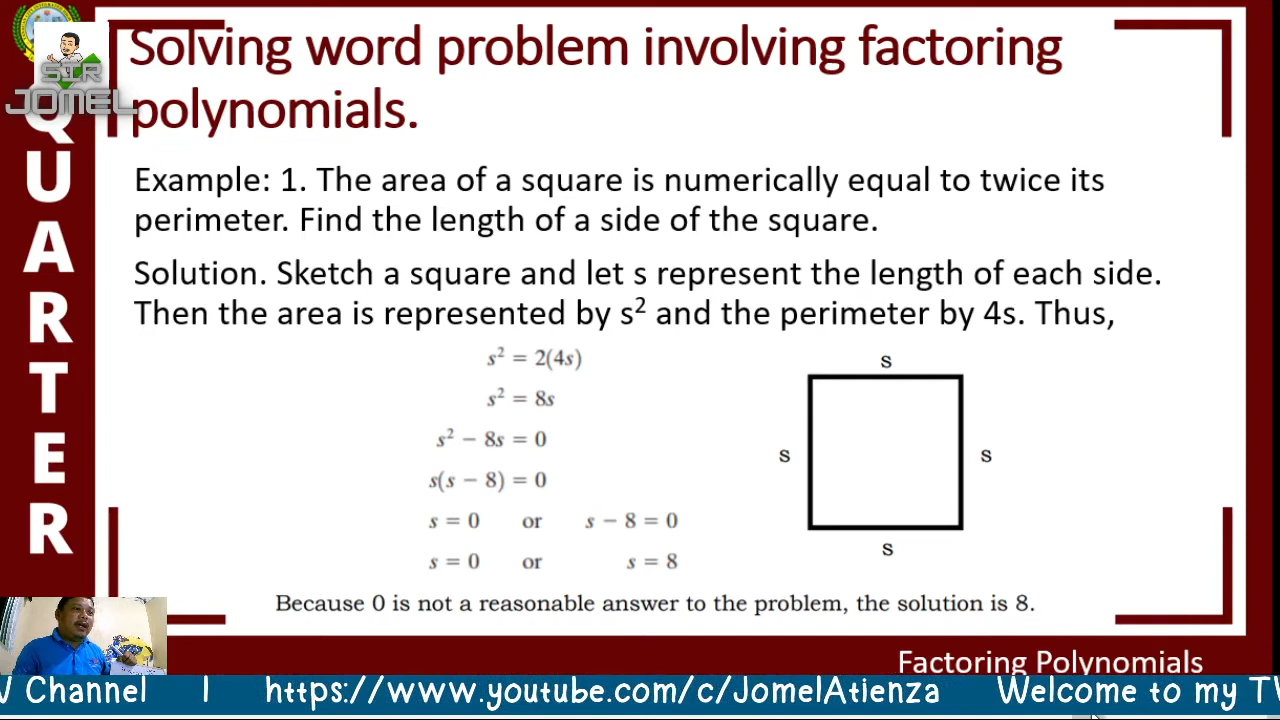 Solving word problem involving factoring
polynomials.
SIR
JOMEL
QUARTER
Example: 1. The area of a square is numerically equal to twice its
perimeter. Find the length of a side of the square.
Solution. Sketch a square and let s represent the length of each side.
Then the area is represented by s² and the perimeter by 4s. Thus,
s² = 2(4s)
s² = 8s
s² − 8s = 0
s(s − 8) = 0
s = 0 or s − 8 = 0
s = 0 or s = 8
s
s
s
s
Because 0 is not a reasonable answer to the problem, the solution is 8.
Factoring Polynomials
V Channel I https://www.youtube.com/c/JomelAtienza Welcome to my TV